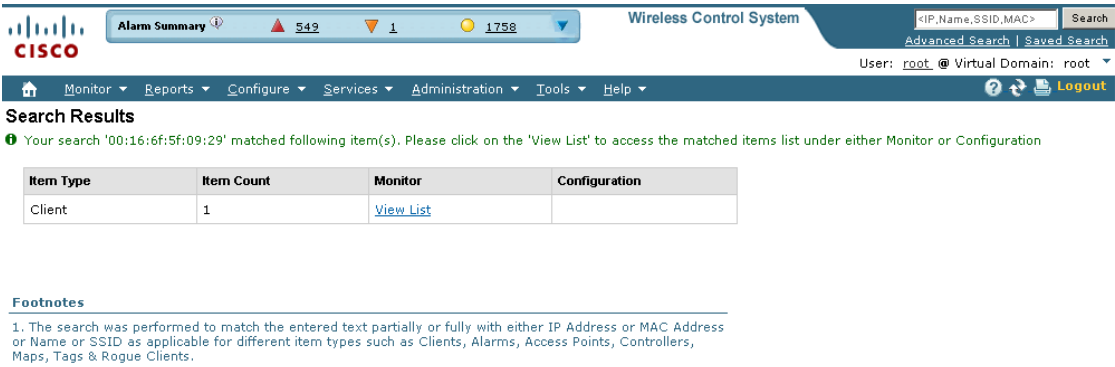 Alarm Summary 549 1 1758
Wireless Control System
<IP,Name,SSID,MAC> Search
Advanced Search | Saved Search
CISCO
User: root @ Virtual Domain: root
Monitor Reports Configure Services Administration Tools Help Logout
Search Results
Your search '00:16:6f:5f:09:29' matched following item(s). Please click on the 'View List' to access the matched items list under either Monitor or Configuration
Item Type Item Count Monitor Configuration
Client 1 View List
Footnotes
1. The search was performed to match the entered text partially or fully with either IP Address or MAC Address
or Name or SSID as applicable for different item types such as Clients, Alarms, Access Points, Controllers,
Maps, Tags & Rogue Clients.